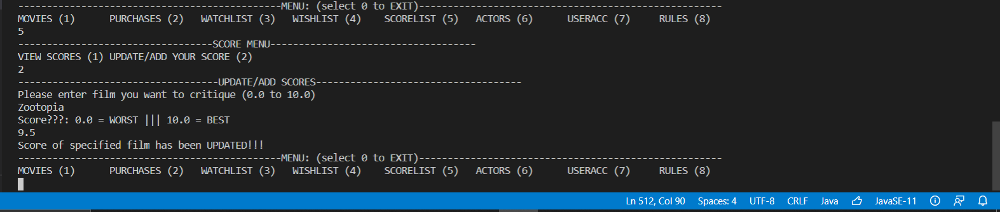 ----------------------------------------------MENU: (select 0 to EXIT)-----------------------------------------------------
MOVIES (1)      PURCHASES (2)   WATCHLIST (3)   WISHLIST (4)    SCORELIST (5)   ACTORS (6)      USERACC (7)     RULES (8)
5
----------------------------------SCORE MENU------------------------------------
VIEW SCORES (1) UPDATE/ADD YOUR SCORE (2)
2
-----------------------------------UPDATE/ADD SCORES------------------------------------
Please enter film you want to critique (0.0 to 10.0)
Zootopia
Score???: 0.0 = WORST ||| 10.0 = BEST
9.5
Score of specified film has been UPDATED!!!
----------------------------------------------MENU: (select 0 to EXIT)-----------------------------------------------------
MOVIES (1)      PURCHASES (2)   WATCHLIST (3)   WISHLIST (4)    SCORELIST (5)   ACTORS (6)      USERACC (7)     RULES (8)
Ln 512, Col 90 Spaces: 4 UTF-8 CRLF Java JavaSE-11